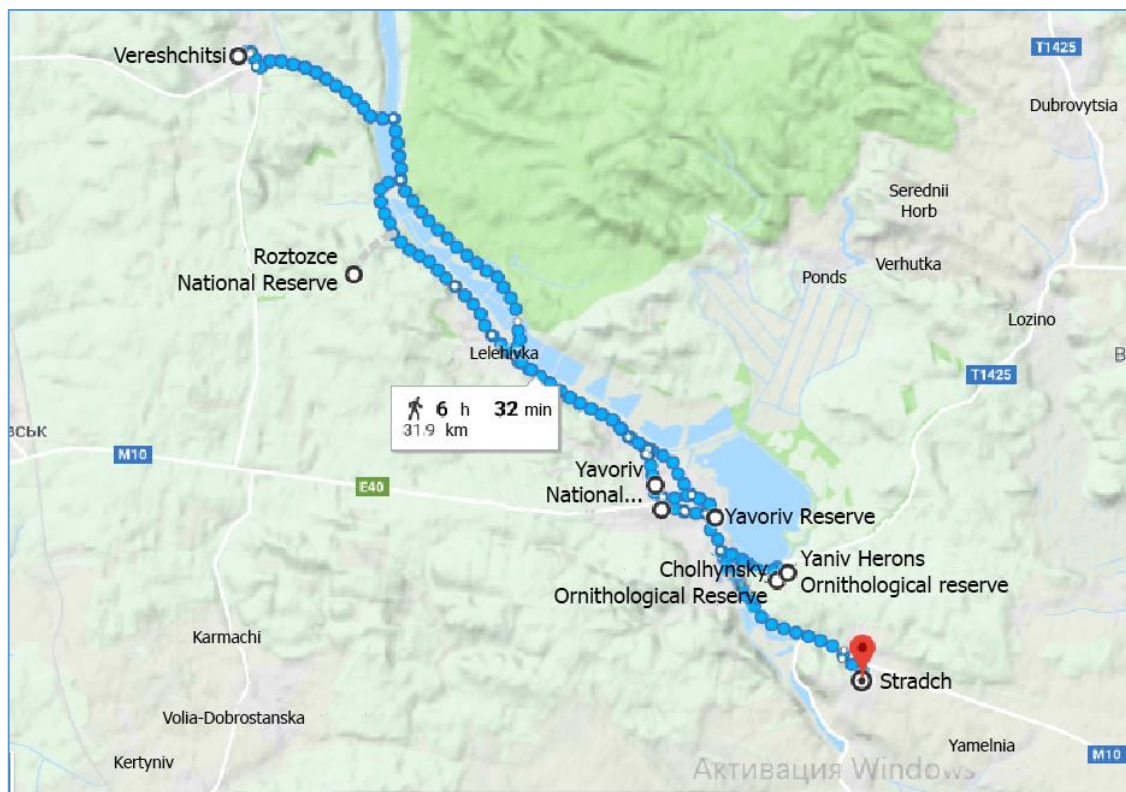 Vereshchitsi
T1425
Dubrovytsia
Serednii
Horb
Roztozce
National Reserve
Ponds
Verhutka
Lozino
Lelehivka
T1425
В
6 h 32 min
31.9 km
вськ
M10
E40
Yavoriv
National...
Yavoriv Reserve
Cholhynsky
Ornithological Reserve
Yaniv Herons
Ornithological reserve
Karmachi
Stradch
Volia-Dobrostanska
Yamelnia
M10
Kertyniv
Активация Windows